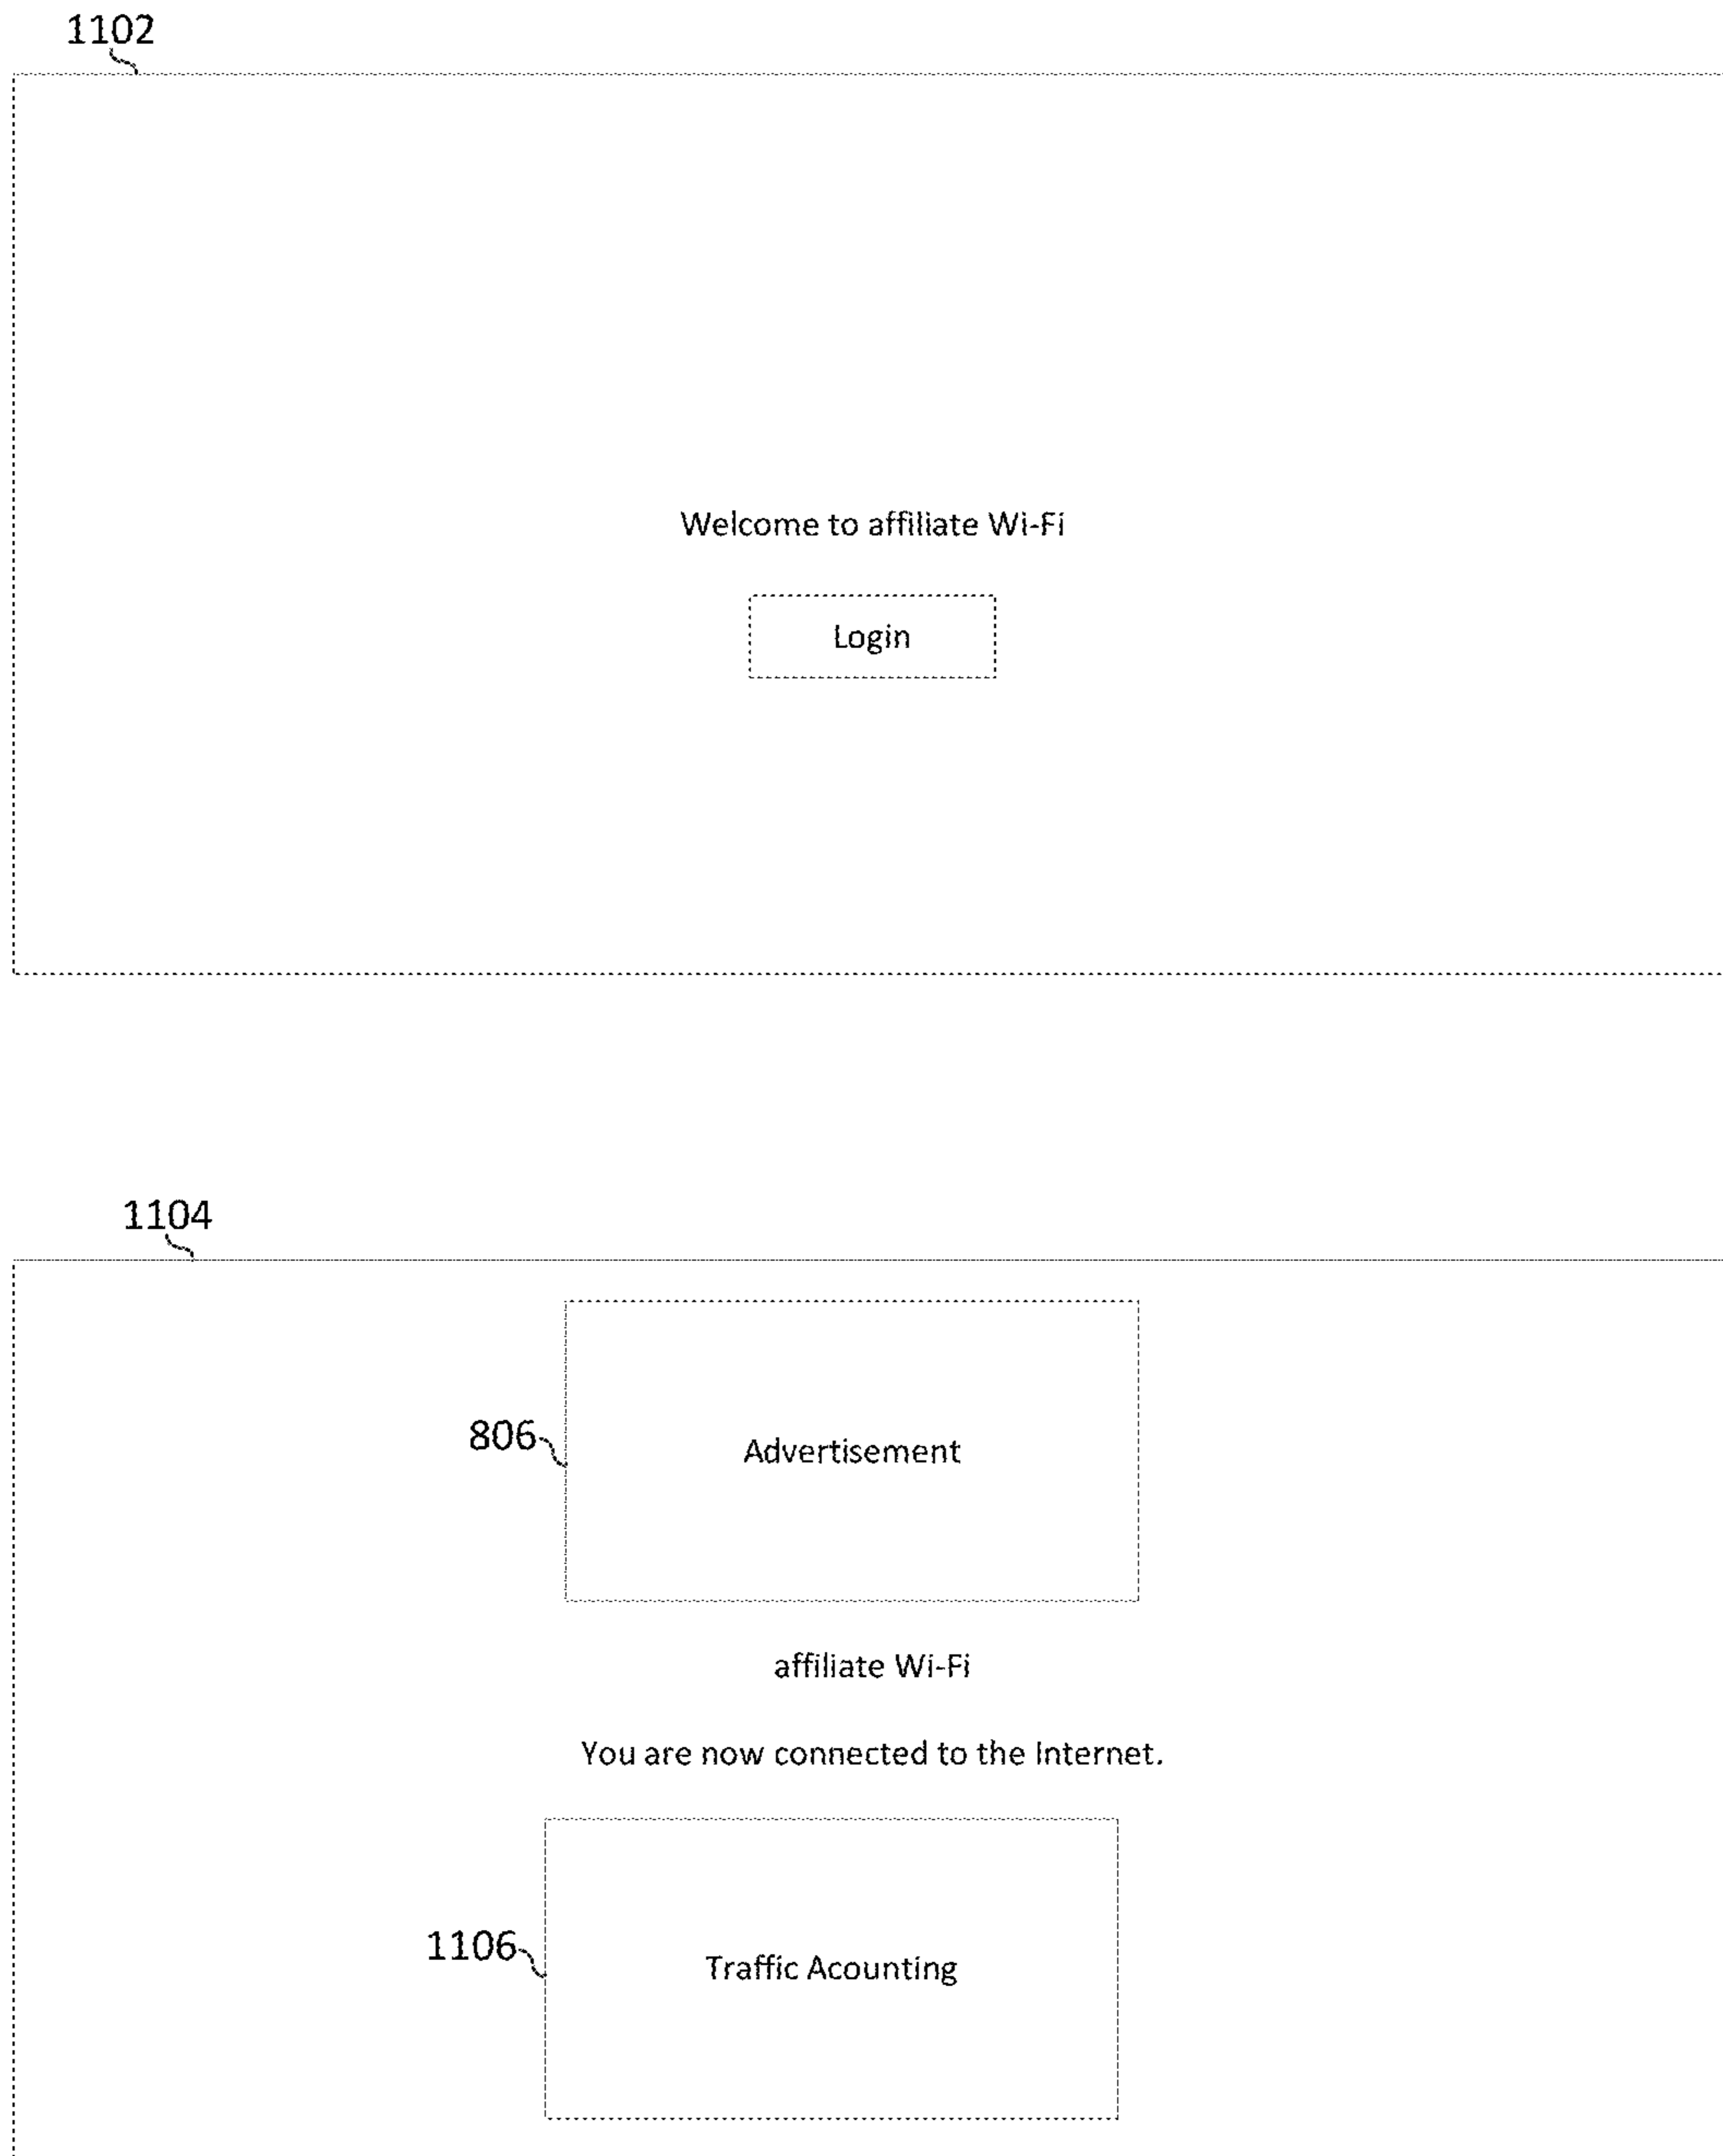 1102
Welcome to affiliate Wi-Fi
Login
1104
806
Advertisement
affiliate Wi-Fi
You are now connected to the Internet.
1106
Traffic Acounting